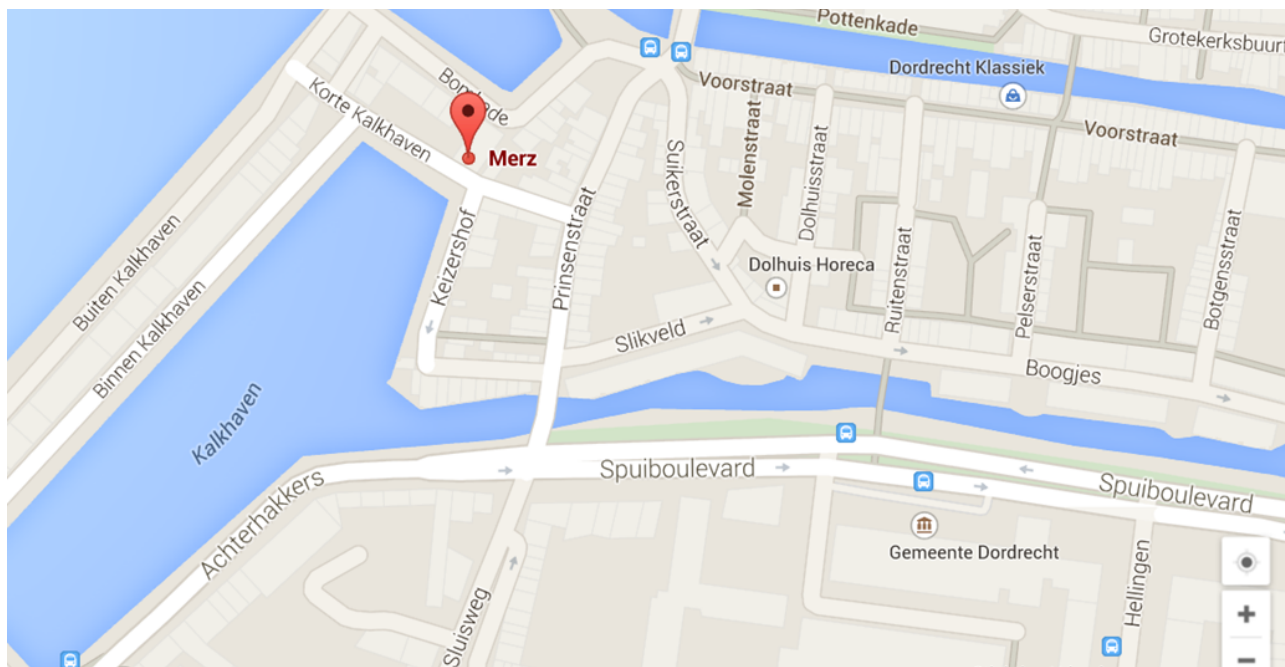 Pottenkade
Grotekerksbuurt
Dordrecht Klassiek
Voorstraat
Korte Kalkhaven
Merz
Voorstraat
Molenstraat
Suikerstraat
Dolhuisstraat
Prinsenstraat
Keizershof
Buiten Kalkhaven
Binnen Kalkhaven
Dolhuis Horeca
Ruitenstraat
Pelserstraat
Botgensstraat
Slikveld
Boogjes
Kalkhaven
Spuiboulevard
Spuiboulevard
Achterhakkers
Gemeente Dordrecht
Hellingen
Sluisweg
+
−